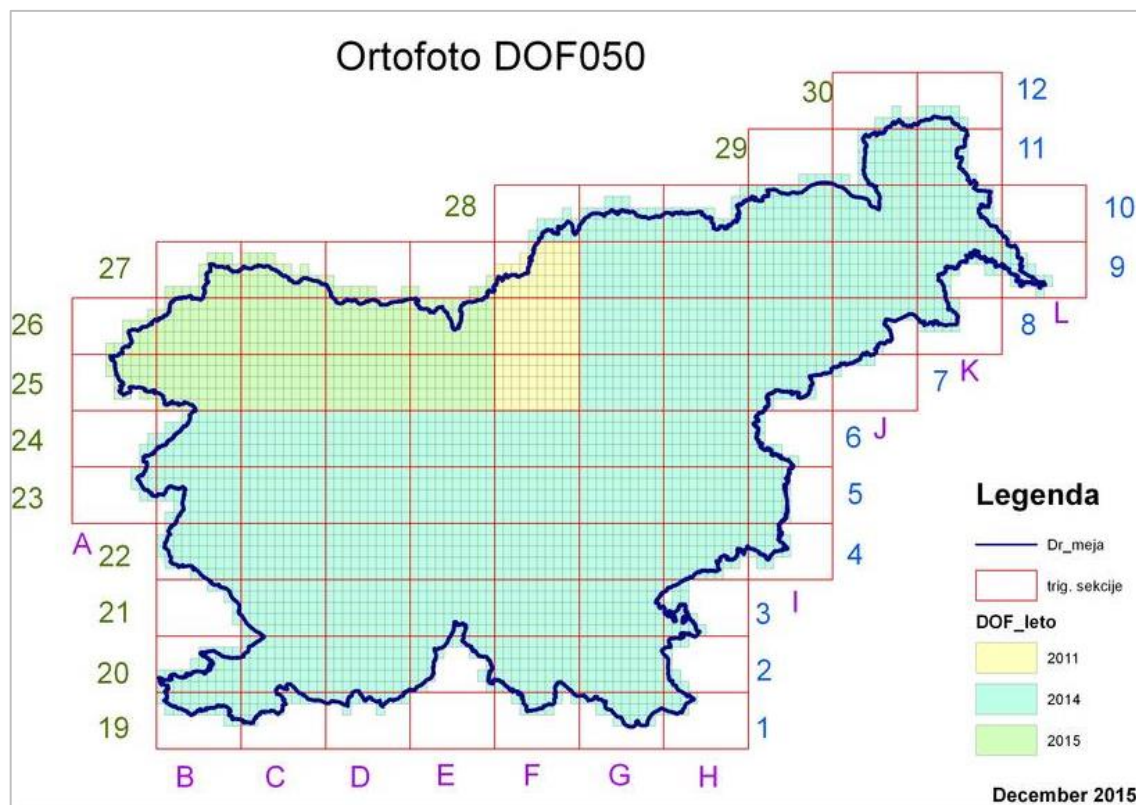 Ortofoto DOF050
30
12
29
11
28
10
27
9
26
8
L
25
7
K
24
6
J
23
5
A
22
4
I
21
3
20
2
19
1
B
C
D
E
F
G
H
Legenda
Dr_meja
trig. sekcije
DOF_leto
2011
2014
2015
December 2015